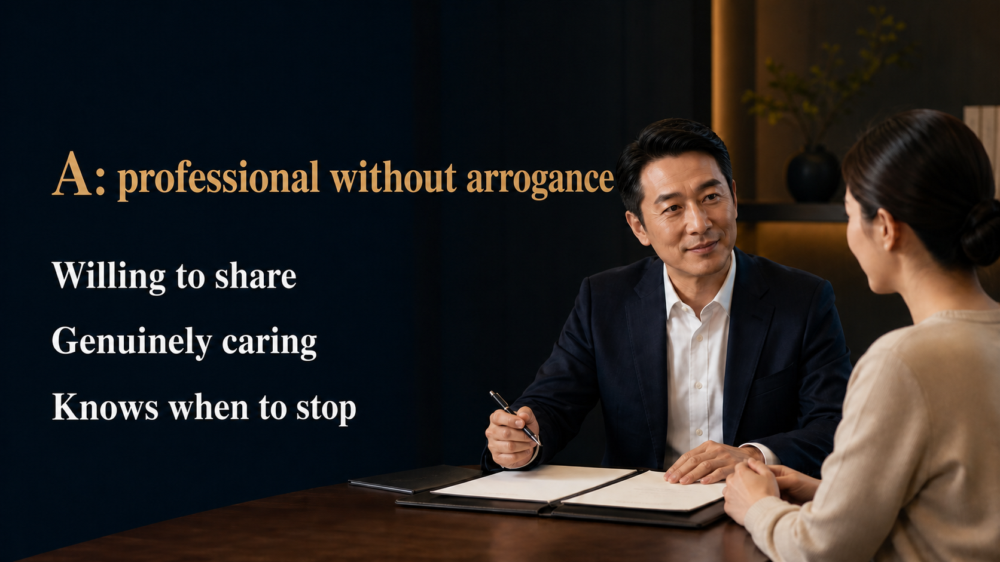 A: professional without arrogance
Willing to share
Genuinely caring
Knows when to stop